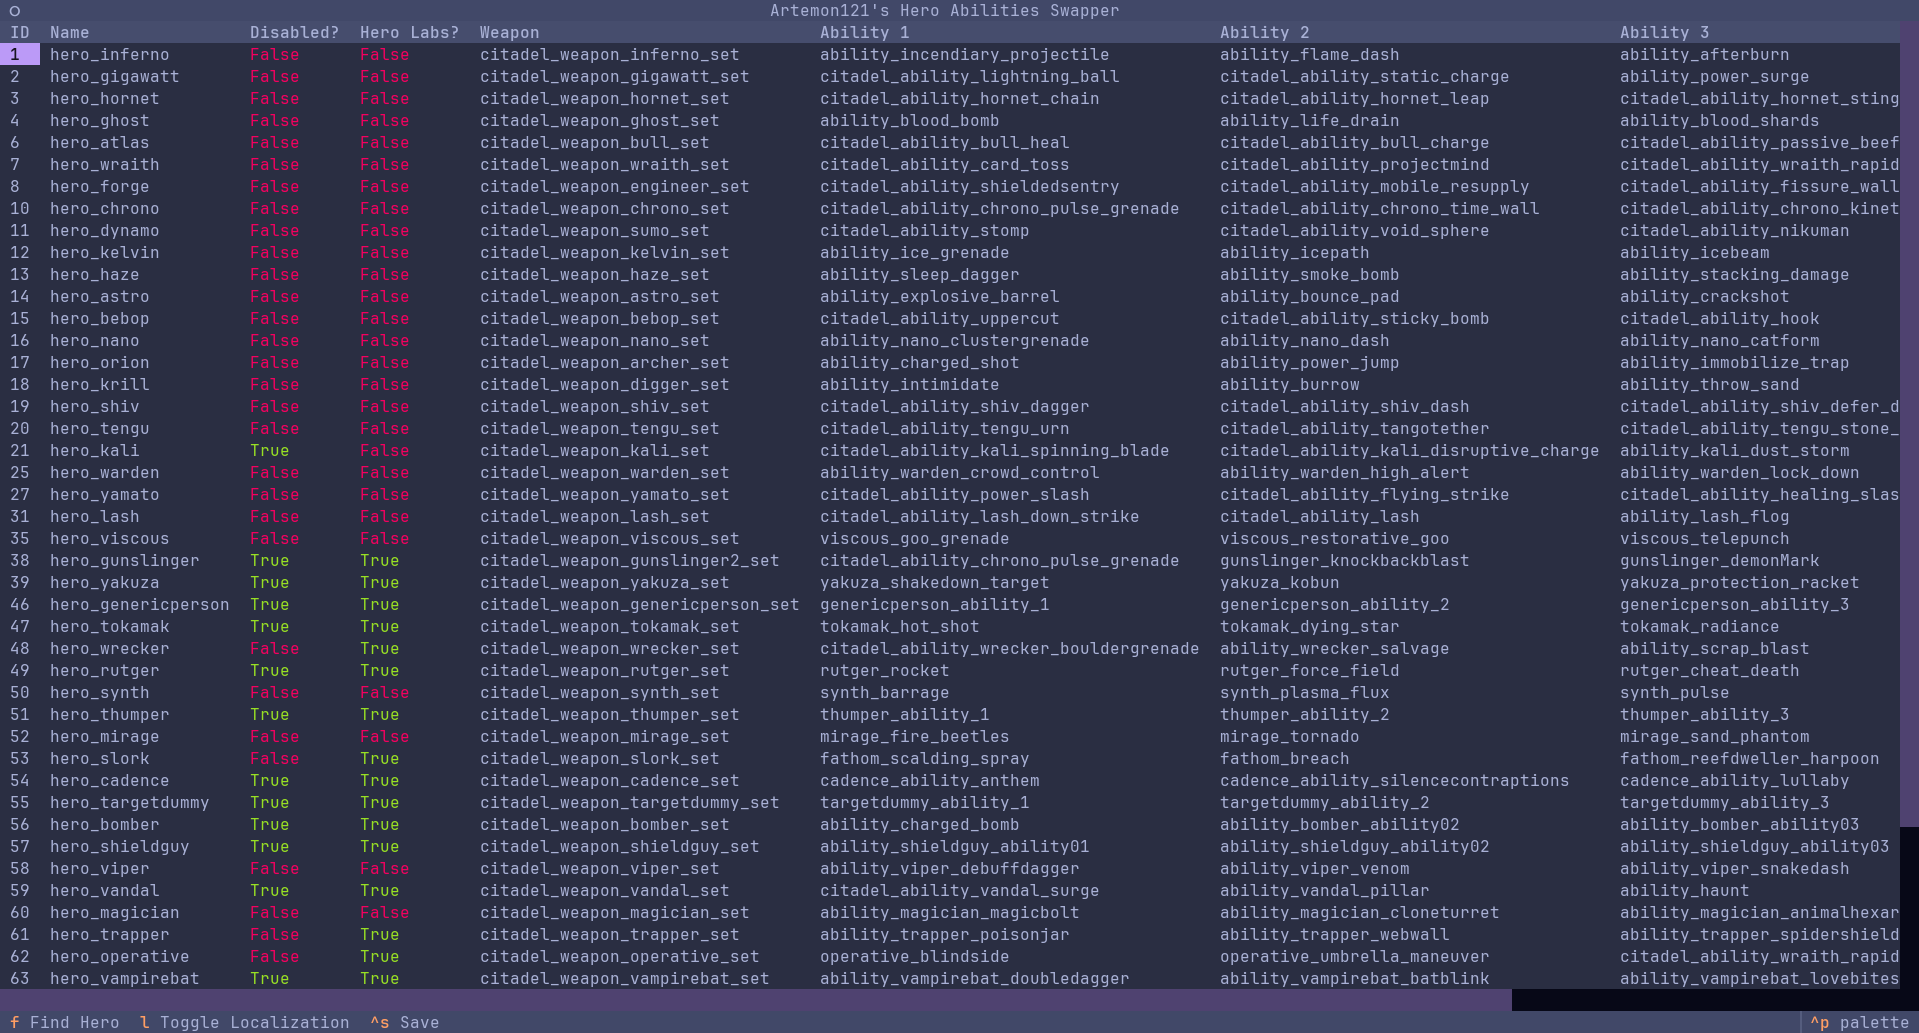 Artemon121's Hero Abilities Swapper
ID Name Disabled? Hero Labs? Weapon Ability 1 Ability 2 Ability 3
1 hero_inferno False False citadel_weapon_inferno_set ability_incendiary_projectile ability_flame_dash ability_afterburn
2 hero_gigawatt False False citadel_weapon_gigawatt_set citadel_ability_lightning_ball citadel_ability_static_charge ability_power_surge
3 hero_hornet False False citadel_weapon_hornet_set citadel_ability_hornet_chain citadel_ability_hornet_leap citadel_ability_hornet_sting
4 hero_ghost False False citadel_weapon_ghost_set ability_blood_bomb ability_life_drain ability_blood_shards
6 hero_atlas False False citadel_weapon_bull_set citadel_ability_bull_heal citadel_ability_bull_charge citadel_ability_passive_beef
7 hero_wraith False False citadel_weapon_wraith_set citadel_ability_card_toss citadel_ability_projectmind citadel_ability_wraith_rapid
8 hero_forge False False citadel_weapon_engineer_set citadel_ability_shieldedsentry citadel_ability_mobile_resupply citadel_ability_fissure_wall
10 hero_chrono False False citadel_weapon_chrono_set citadel_ability_chrono_pulse_grenade citadel_ability_chrono_time_wall citadel_ability_chrono_kinet
11 hero_dynamo False False citadel_weapon_sumo_set citadel_ability_stomp citadel_ability_void_sphere citadel_ability_nikuman
12 hero_kelvin False False citadel_weapon_kelvin_set ability_ice_grenade ability_icepath ability_icebeam
13 hero_haze False False citadel_weapon_haze_set ability_sleep_dagger ability_smoke_bomb ability_stacking_damage
14 hero_astro False False citadel_weapon_astro_set ability_explosive_barrel ability_bounce_pad ability_crackshot
15 hero_bebop False False citadel_weapon_bebop_set citadel_ability_uppercut citadel_ability_sticky_bomb citadel_ability_hook
16 hero_nano False False citadel_weapon_nano_set ability_nano_clustergrenade ability_nano_dash ability_nano_catform
17 hero_orion False False citadel_weapon_archer_set ability_charged_shot ability_power_jump ability_immobilize_trap
18 hero_krill False False citadel_weapon_digger_set ability_intimidate ability_burrow ability_throw_sand
19 hero_shiv False False citadel_weapon_shiv_set citadel_ability_shiv_dagger citadel_ability_shiv_dash citadel_ability_shiv_defer_d
20 hero_tengu False False citadel_weapon_tengu_set citadel_ability_tengu_urn citadel_ability_tangotether citadel_ability_tengu_stone_
21 hero_kali True False citadel_weapon_kali_set citadel_ability_kali_spinning_blade citadel_ability_kali_disruptive_charge ability_kali_dust_storm
25 hero_warden False False citadel_weapon_warden_set ability_warden_crowd_control ability_warden_high_alert ability_warden_lock_down
27 hero_yamato False False citadel_weapon_yamato_set citadel_ability_power_slash citadel_ability_flying_strike citadel_ability_healing_slas
31 hero_lash False False citadel_weapon_lash_set citadel_ability_lash_down_strike citadel_ability_lash ability_lash_flog
35 hero_viscous False False citadel_weapon_viscous_set viscous_goo_grenade viscous_restorative_goo viscous_telepunch
38 hero_gunslinger True True citadel_weapon_gunslinger2_set citadel_ability_chrono_pulse_grenade gunslinger_knockbackblast gunslinger_demonMark
39 hero_yakuza True True citadel_weapon_yakuza_set yakuza_shakedown_target yakuza_kobun yakuza_protection_racket
46 hero_genericperson True True citadel_weapon_genericperson_set genericperson_ability_1 genericperson_ability_2 genericperson_ability_3
47 hero_tokamak True True citadel_weapon_tokamak_set tokamak_hot_shot tokamak_dying_star tokamak_radiance
48 hero_wrecker False True citadel_weapon_wrecker_set citadel_ability_wrecker_bouldergrenade ability_wrecker_salvage ability_scrap_blast
49 hero_rutger True True citadel_weapon_rutger_set rutger_rocket rutger_force_field rutger_cheat_death
50 hero_synth False False citadel_weapon_synth_set synth_barrage synth_plasma_flux synth_pulse
51 hero_thumper True True citadel_weapon_thumper_set thumper_ability_1 thumper_ability_2 thumper_ability_3
52 hero_mirage False False citadel_weapon_mirage_set mirage_fire_beetles mirage_tornado mirage_sand_phantom
53 hero_slork False True citadel_weapon_slork_set fathom_scalding_spray fathom_breach fathom_reefdweller_harpoon
54 hero_cadence True True citadel_weapon_cadence_set cadence_ability_anthem cadence_ability_silencecontraptions cadence_ability_lullaby
55 hero_targetdummy True True citadel_weapon_targetdummy_set targetdummy_ability_1 targetdummy_ability_2 targetdummy_ability_3
56 hero_bomber True True citadel_weapon_bomber_set ability_charged_bomb ability_bomber_ability02 ability_bomber_ability03
57 hero_shieldguy True True citadel_weapon_shieldguy_set ability_shieldguy_ability01 ability_shieldguy_ability02 ability_shieldguy_ability03
58 hero_viper False False citadel_weapon_viper_set ability_viper_debuffdagger ability_viper_venom ability_viper_snakedash
59 hero_vandal True True citadel_weapon_vandal_set citadel_ability_vandal_surge ability_vandal_pillar ability_haunt
60 hero_magician False False citadel_weapon_magician_set ability_magician_magicbolt ability_magician_cloneturret ability_magician_animalhexar
61 hero_trapper False True citadel_weapon_trapper_set ability_trapper_poisonjar ability_trapper_webwall ability_trapper_spidershield
62 hero_operative False True citadel_weapon_operative_set operative_blindside operative_umbrella_maneuver citadel_ability_wraith_rapid
63 hero_vampirebat True True citadel_weapon_vampirebat_set ability_vampirebat_doubledagger ability_vampirebat_batblink ability_vampirebat_lovebites
f Find Hero l Toggle Localization ^s Save ^p palette